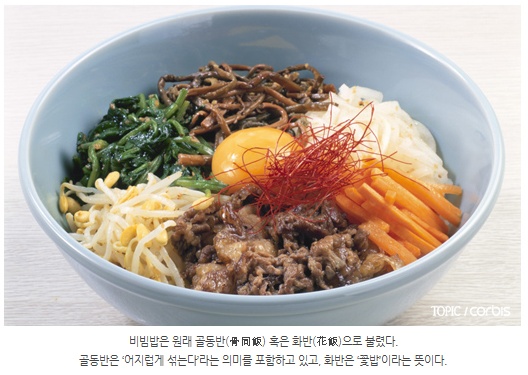 TOPIC / corbis
비빔밥은 원래 골동반(骨同飯) 혹은 화반(花飯)으로 불렸다.
골동반은 '어지럽게 섞는다'라는 의미를 포함하고 있고, 화반은 '꽃밥'이라는 뜻이다.